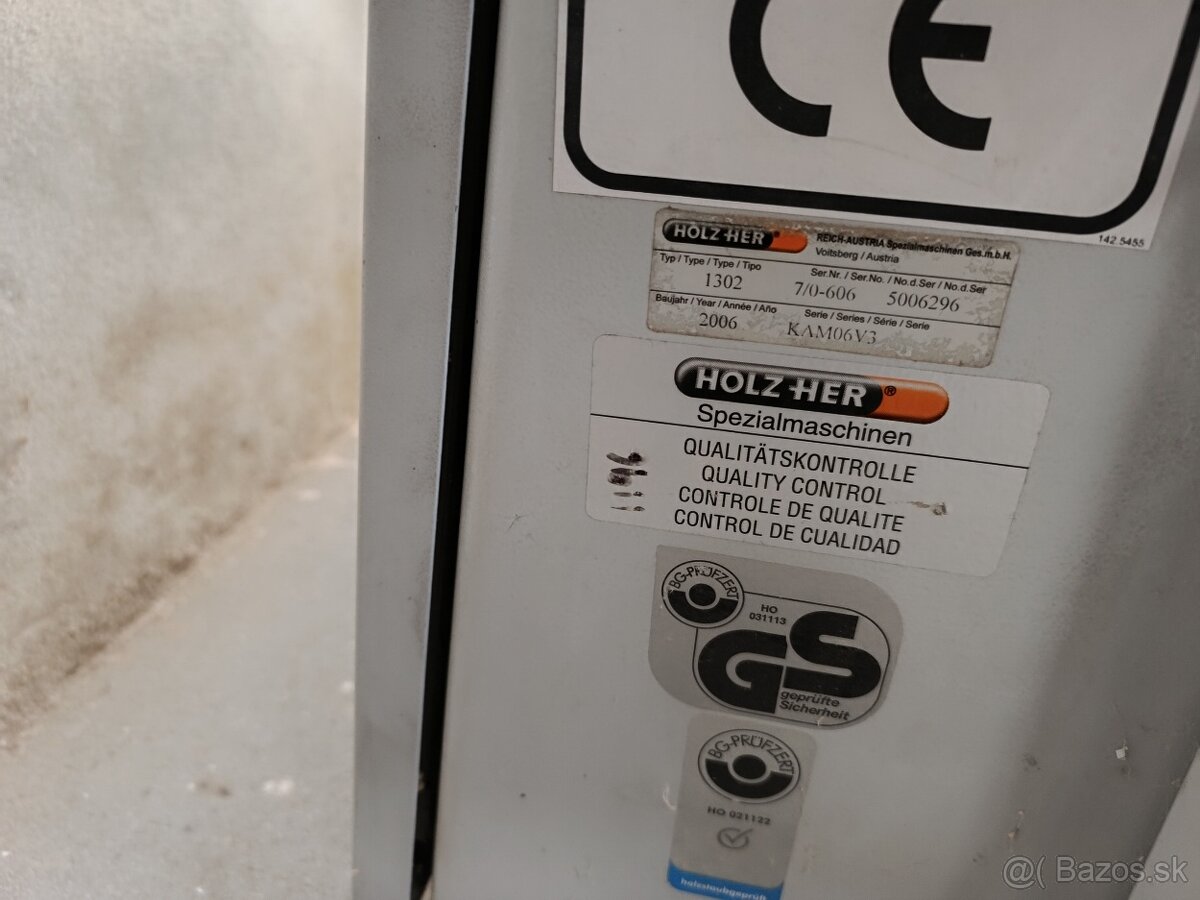 CE
142.5455
HOLZ-HER®
REICH-AUSTRIA Spezialmaschinen Ges.m.b.H.
Voitsberg / Austria
Typ / Type / Type / Tipo
Ser.Nr. / Ser.No. / No.d.Ser / No.d.Ser
1302
7/0-606 5006296
Baujahr / Year / Année / Año
Serie / Series / Série / Serie
2006
KAM06V3
HOLZ-HER®
Spezialmaschinen
QUALITÄTSKONTROLLE
QUALITY CONTROL
CONTROLE DE QUALITE
CONTROL DE CUALIDAD
BG-PRÜFZERT
HO
031113
GS
geprüfte
Sicherheit
BG-PRÜFZERT
HO 021122
holzstaubgeprüft
@( Bazos.sk